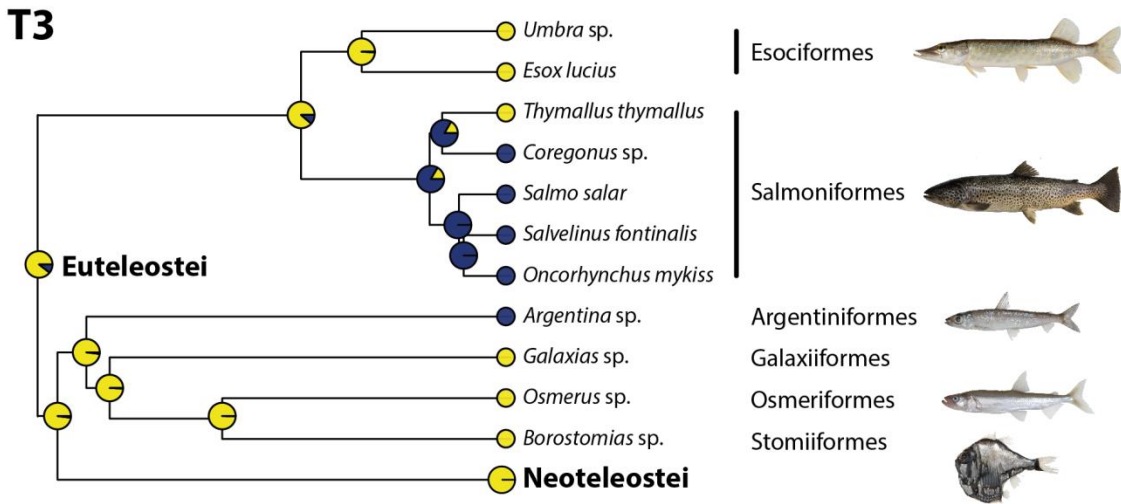 T3
Umbra sp.
Esociformes
Esox lucius
Thymallus thymallus
Coregonus sp.
Salmo salar
Salmoniformes
Salvelinus fontinalis
Oncorhynchus mykiss
Euteleostei
Argentina sp.
Argentiniformes
Galaxias sp.
Galaxiiformes
Osmerus sp.
Osmeriformes
Borostomias sp.
Stomiiformes
Neoteleostei